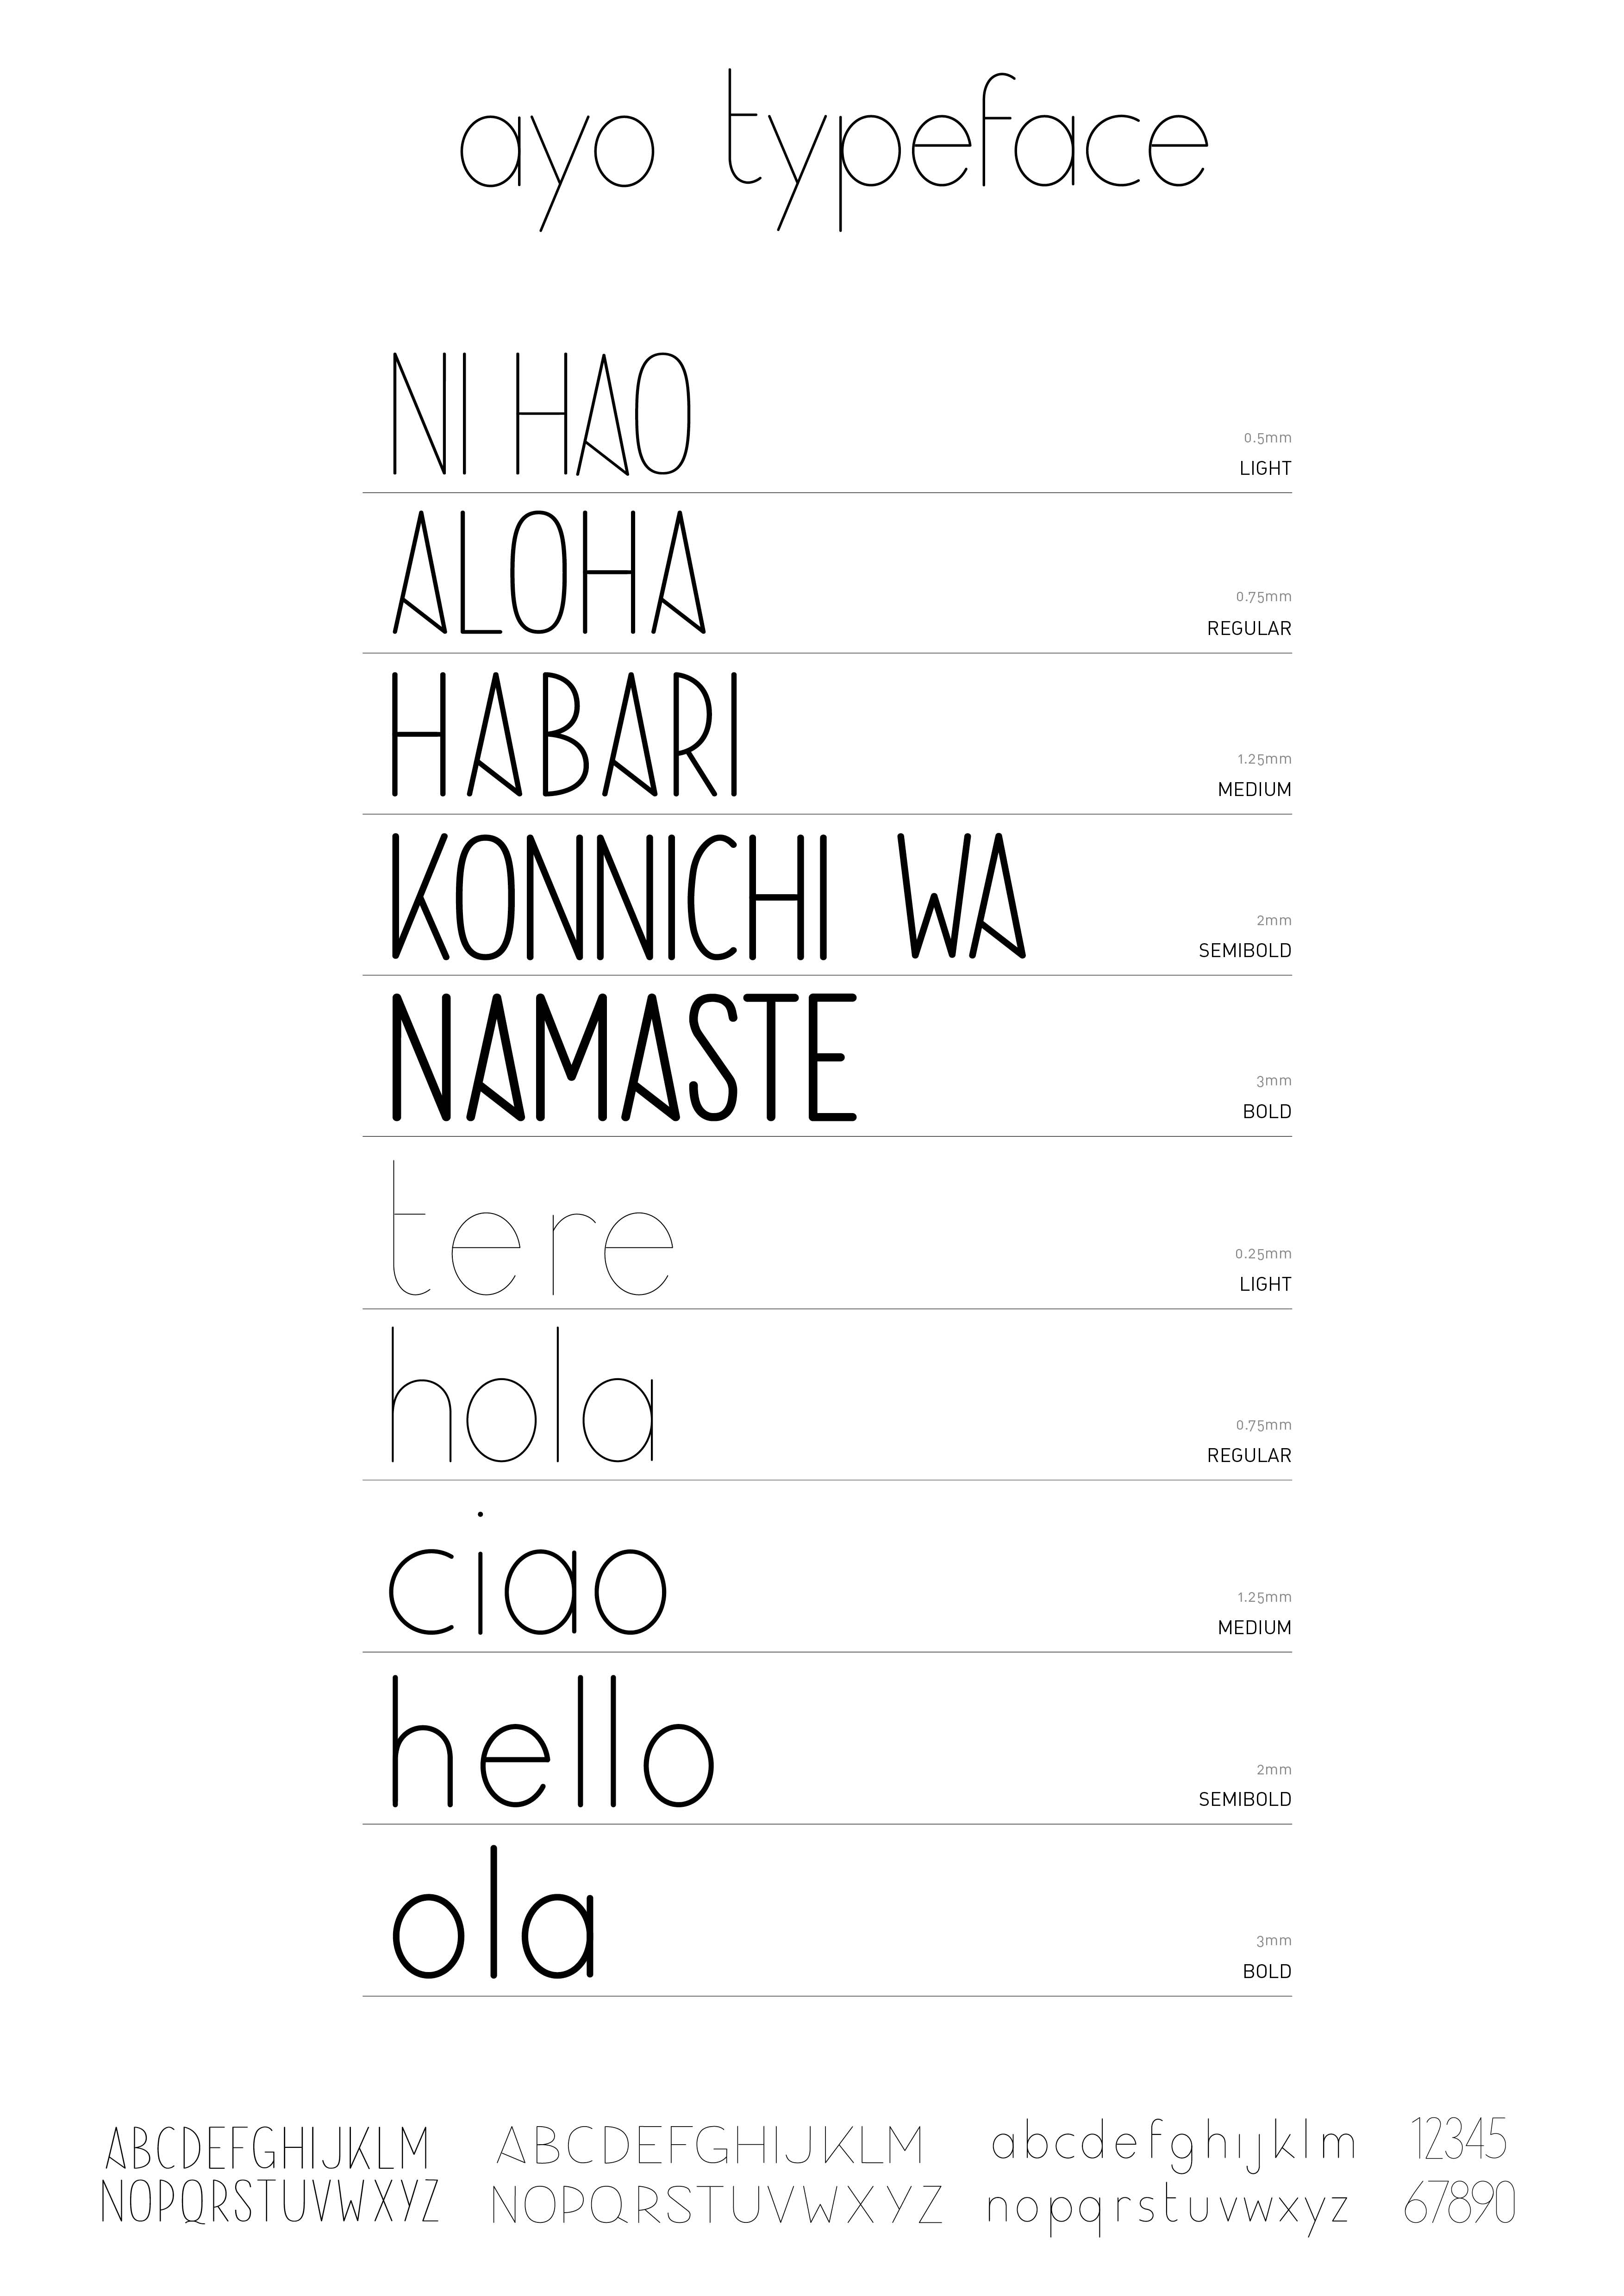 ayo typeface
NI HAO
0.5mm
LIGHT
ALOHA
0.75mm
REGULAR
HABARI
1.25mm
MEDIUM
KONNICHI WA
2mm
SEMIBOLD
NAMASTE
3mm
BOLD
tere
0.25mm
LIGHT
hola
0.75mm
REGULAR
ciao
1.25mm
MEDIUM
hello
2mm
SEMIBOLD
ola
3mm
BOLD
ABCDEFGHIJKLM
NOPQRSTUVWXYZ
ABCDEFGHIJKLM
NOPQRSTUVWXYZ
abcdefghijklm
nopqrstuvwxyz
12345
67890